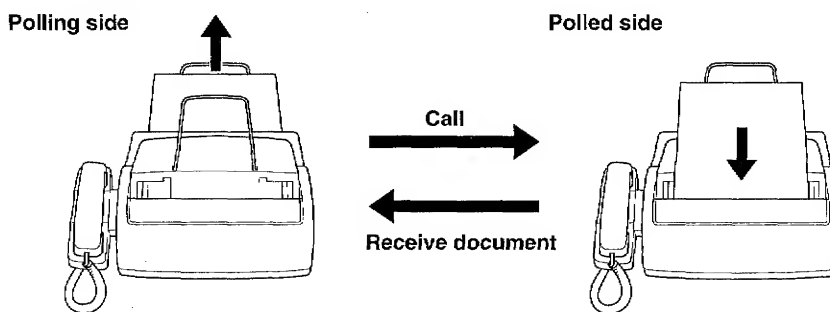 Polling side
Polled side
Call
Receive document